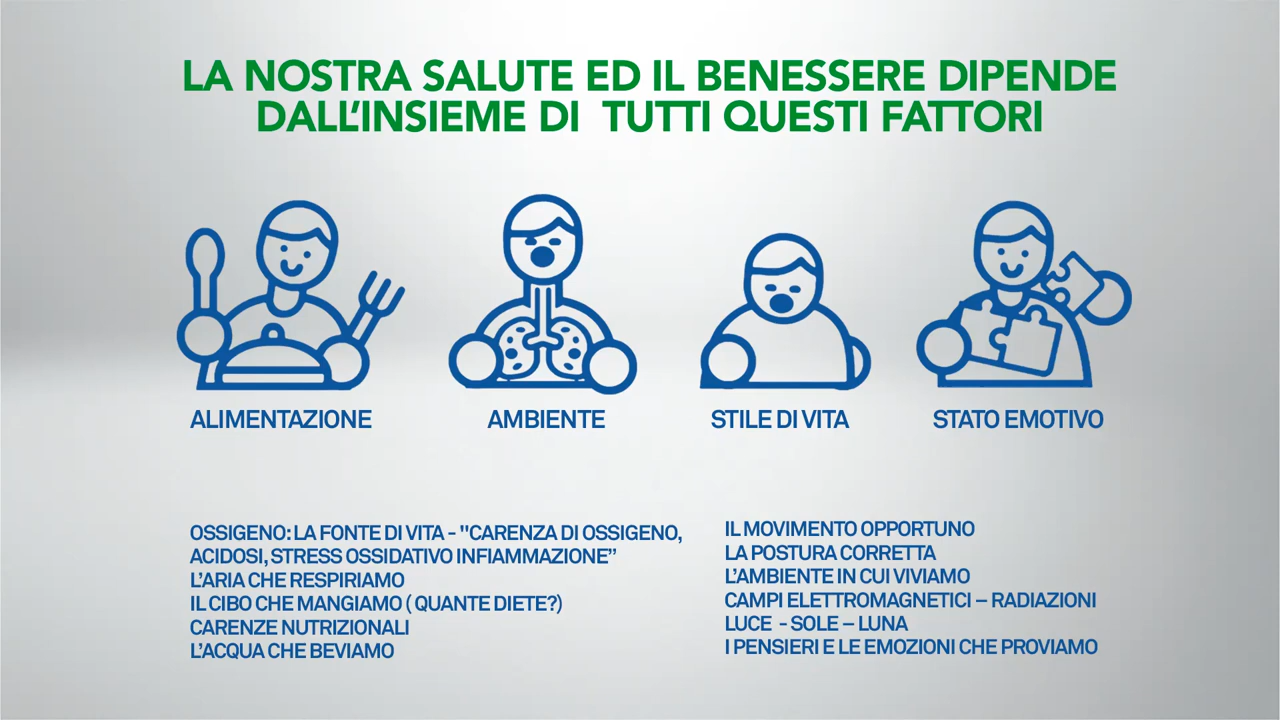 LA NOSTRA SALUTE ED IL BENESSERE DIPENDE
DALL'INSIEME DI TUTTI QUESTI FATTORI
ALIMENTAZIONE
AMBIENTE
STILE DI VITA
STATO EMOTIVO
OSSIGENO: LA FONTE DI VITA - "CARENZA DI OSSIGENO,
ACIDOSI, STRESS OSSIDATIVO INFIAMMAZIONE”
L’ARIA CHE RESPIRIAMO
IL CIBO CHE MANGIAMO ( QUANTE DIETE?)
CARENZE NUTRIZIONALI
L’ACQUA CHE BEVIAMO
IL MOVIMENTO OPPORTUNO
LA POSTURA CORRETTA
L’AMBIENTE IN CUI VIVIAMO
CAMPI ELETTROMAGNETICI – RADIAZIONI
LUCE - SOLE – LUNA
I PENSIERI E LE EMOZIONI CHE PROVIAMO